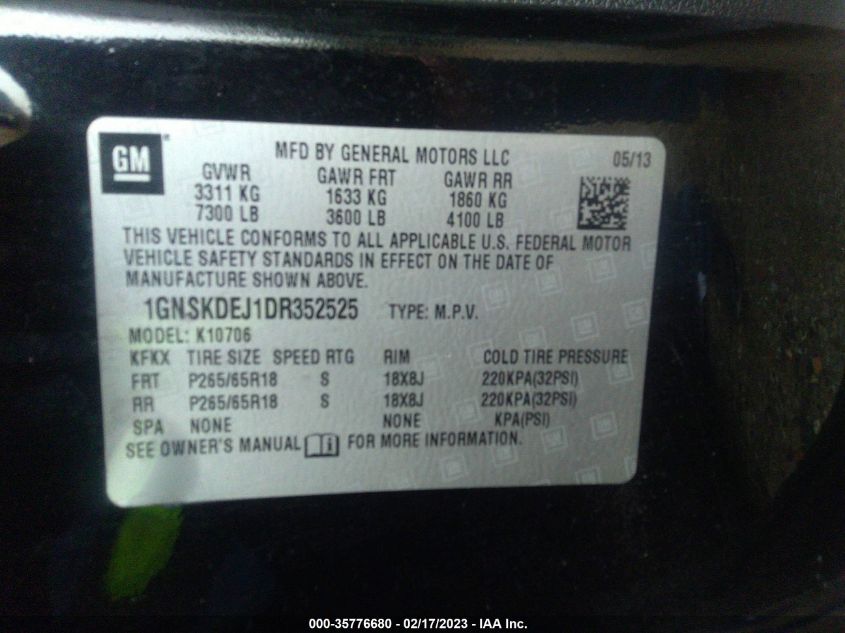 GM
MFD BY GENERAL MOTORS LLC 05/13
GVWR GAWR FRT GAWR RR
3311 KG 1633 KG 1860 KG
7300 LB 3600 LB 4100 LB
THIS VEHICLE CONFORMS TO ALL APPLICABLE U.S. FEDERAL MOTOR
VEHICLE SAFETY STANDARDS IN EFFECT ON THE DATE OF
MANUFACTURE SHOWN ABOVE.
1GNSKDEJ1DR352525 TYPE: M.P.V.
MODEL: K10706
KFKX TIRE SIZE SPEED RTG RIM COLD TIRE PRESSURE
FRT P265/65R18 S 18X8J 220KPA(32PSI)
RR P265/65R18 S 18X8J 220KPA(32PSI)
SPA NONE NONE KPA(PSI)
SEE OWNER'S MANUAL FOR MORE INFORMATION.
000-35776680 - 02/17/2023 - IAA Inc.